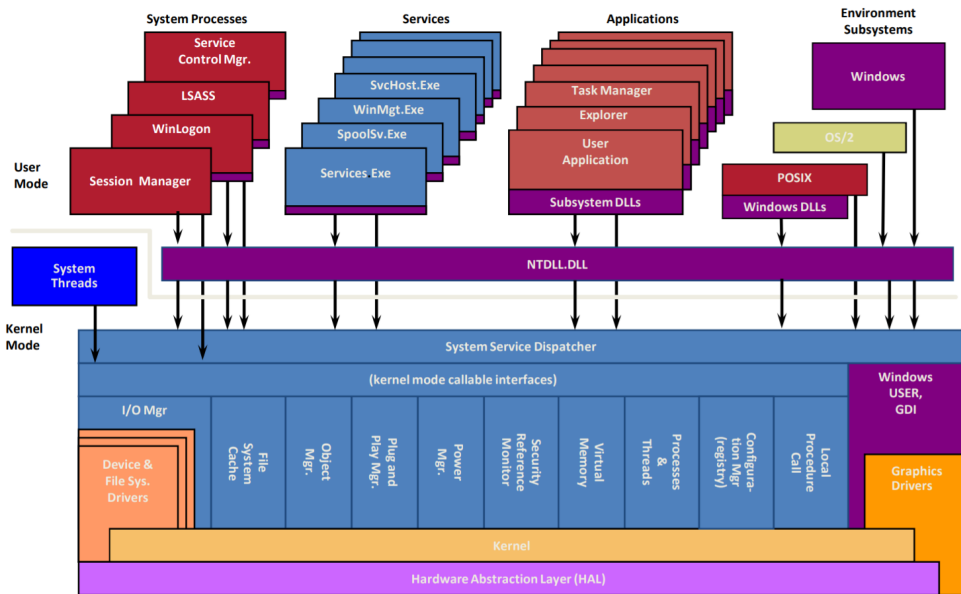 System Processes
Services
Applications
Environment
Subsystems
Service
Control Mgr.
LSASS
WinLogon
Session Manager
SvcHost.Exe
WinMgt.Exe
SpoolSv.Exe
Services.Exe
Task Manager
Explorer
User
Application
Subsystem DLLs
Windows
OS/2
POSIX
Windows DLLs
User
Mode
System
Threads
NTDLL.DLL
Kernel
Mode
System Service Dispatcher
(kernel mode callable interfaces)
I/O Mgr
Device &
File Sys.
Drivers
File
System
Cache
Object
Mgr.
Plug and
Play Mgr.
Power
Mgr.
Security
Reference
Monitor
Virtual
Memory
Processes
&
Threads
Configura-
tion Mgr
(registry)
Local
Procedure
Call
Windows
USER,
GDI
Graphics
Drivers
Kernel
Hardware Abstraction Layer (HAL)